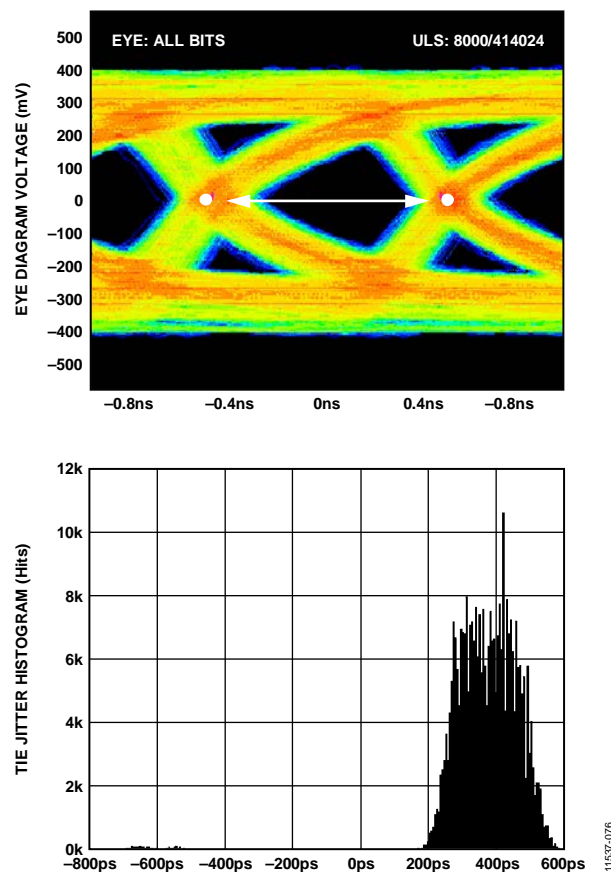 EYE: ALL BITS ULS: 8000/414024
EYE DIAGRAM VOLTAGE (mV)
500
400
300
200
100
0
–100
–200
–300
–400
–500
–0.8ns –0.4ns 0ns 0.4ns –0.8ns
TIE JITTER HISTOGRAM (Hits)
12k
10k
8k
6k
4k
2k
0k
–800ps –600ps –400ps –200ps 0ps 200ps 400ps 600ps
11537-076